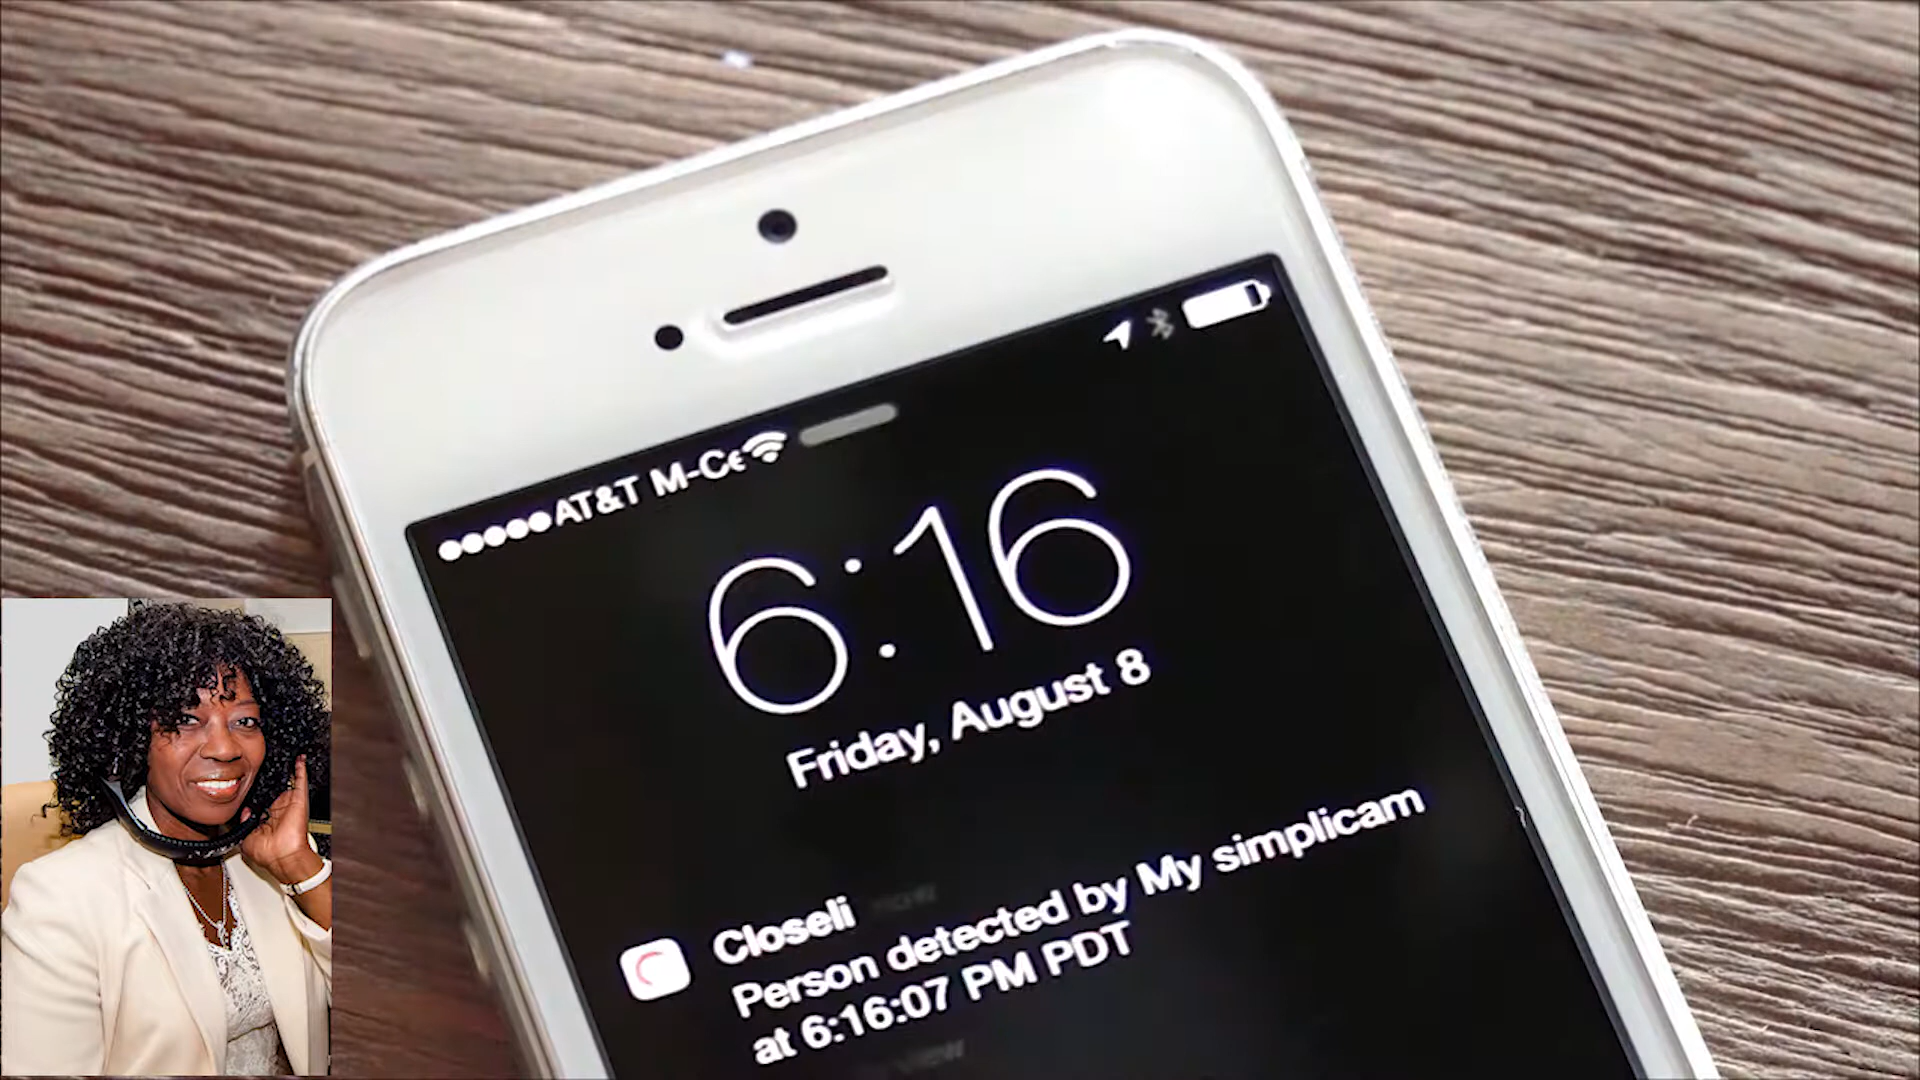 AT&T M-Ce
6:16
Friday, August 8
Closeli
Person detected by My simplicam
at 6:16:07 PM PDT